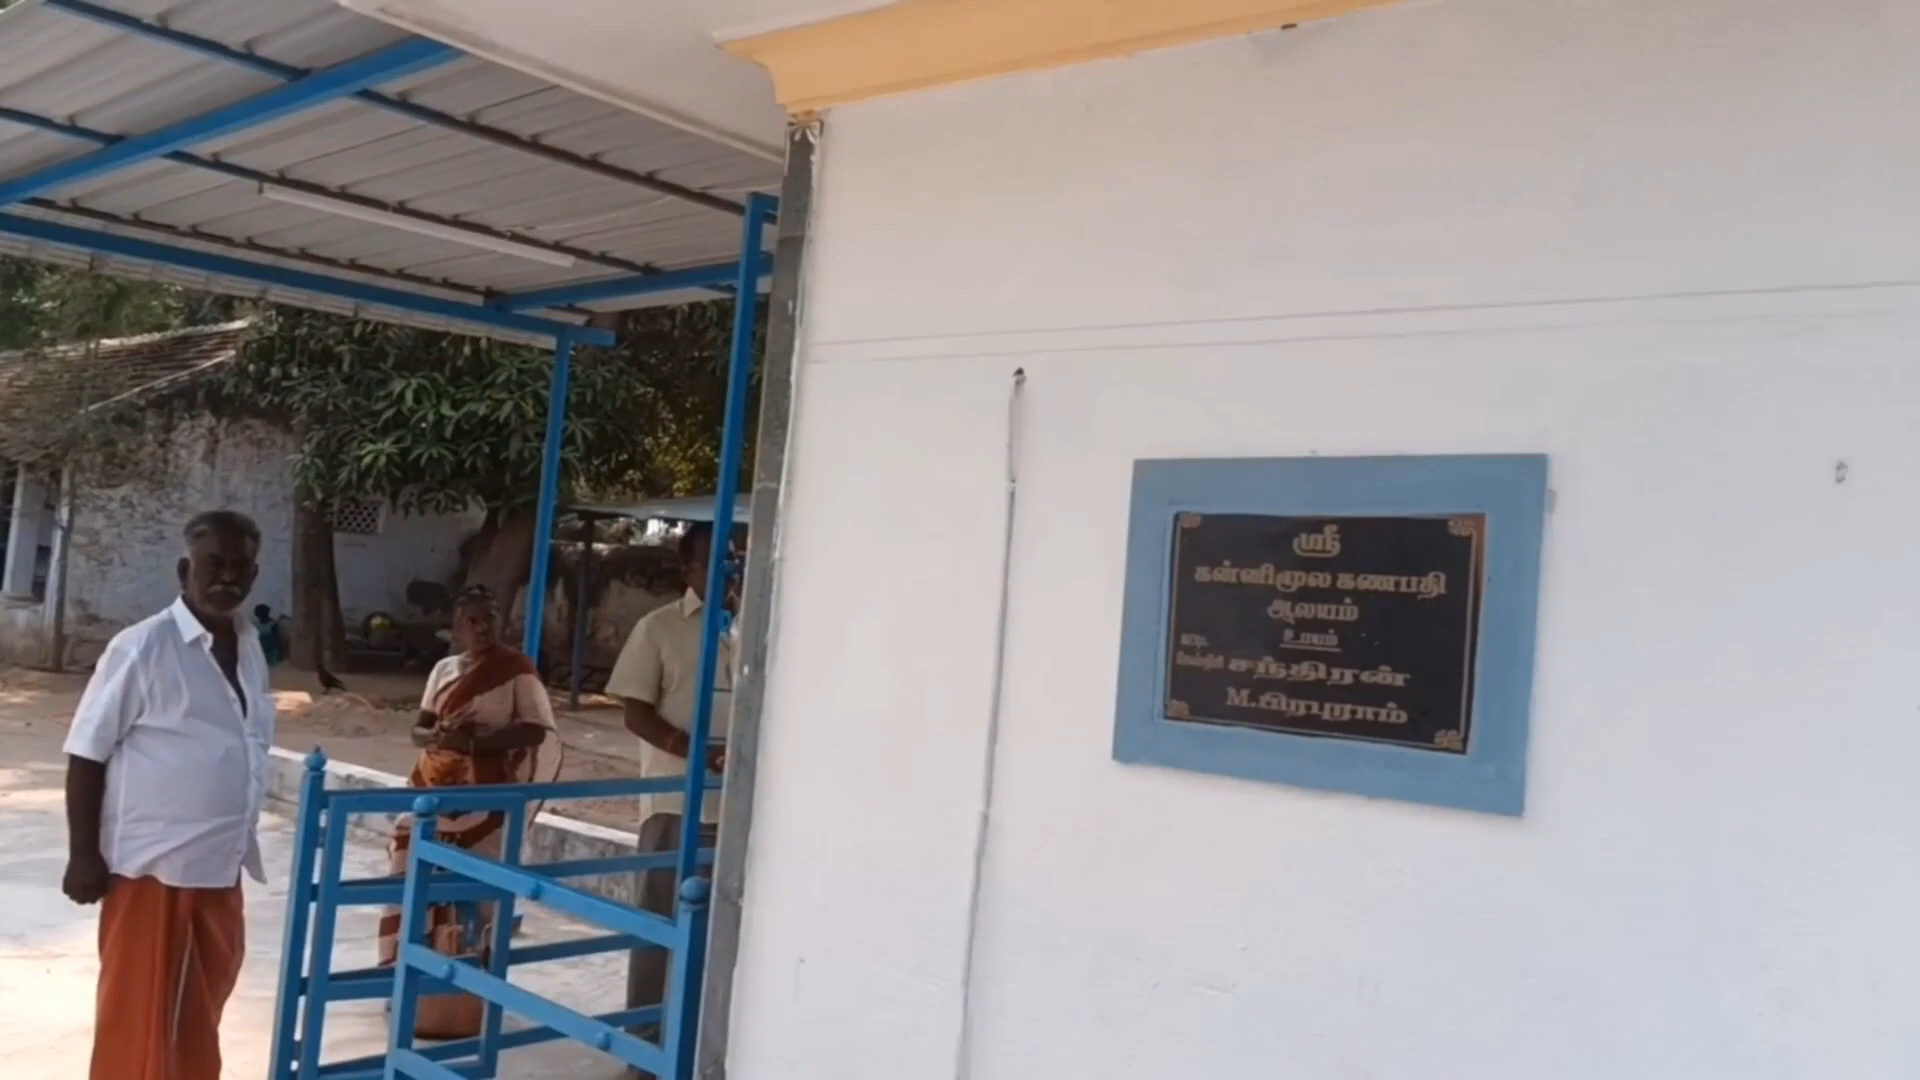 ஸ்ரீ
கன்னிமூல கணபதி
ஆலயம்
உபயம்
சந்திரன்
M.பிரபுராம்